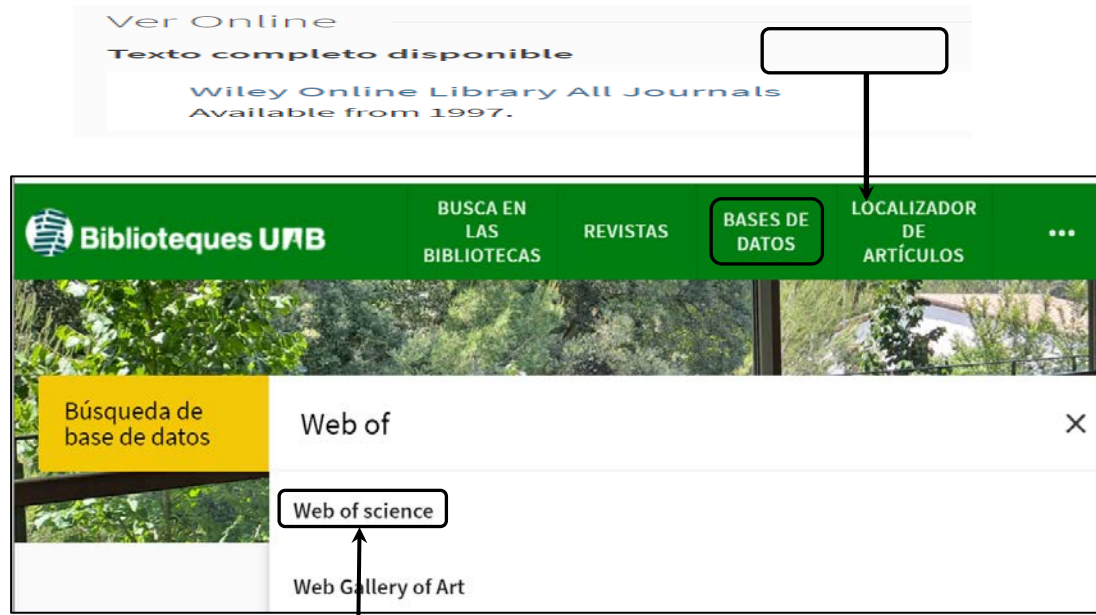 Ver Online
Texto completo disponible
Wiley Online Library All Journals
Available from 1997.
Biblioteques UAB
BUSCA EN
LAS
BIBLIOTECAS
REVISTAS
BASES DE
DATOS
LOCALIZADOR
DE
ARTÍCULOS
•••
Búsqueda de
base de datos
Web of
Web of science
Web Gallery of Art